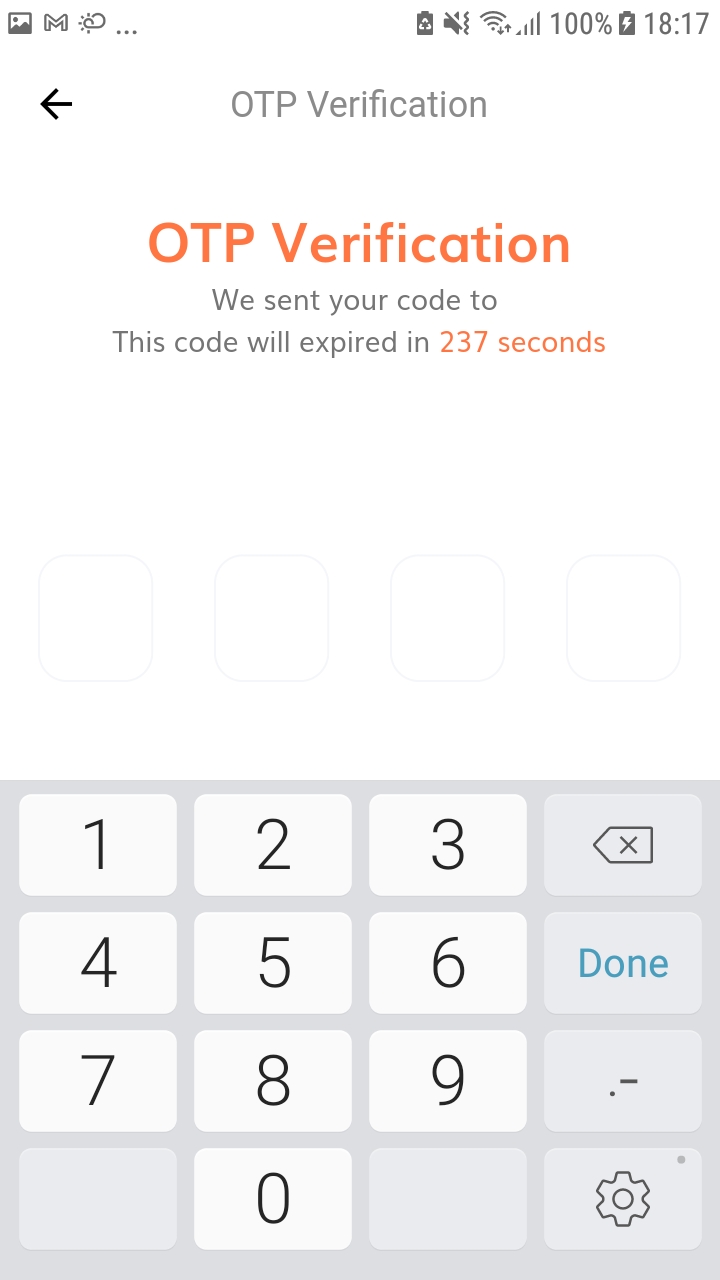 ... 100% 18:17
OTP Verification
OTP Verification
We sent your code to
This code will expired in 237 seconds
1 2 3
4 5 6 Done
7 8 9 .-
0